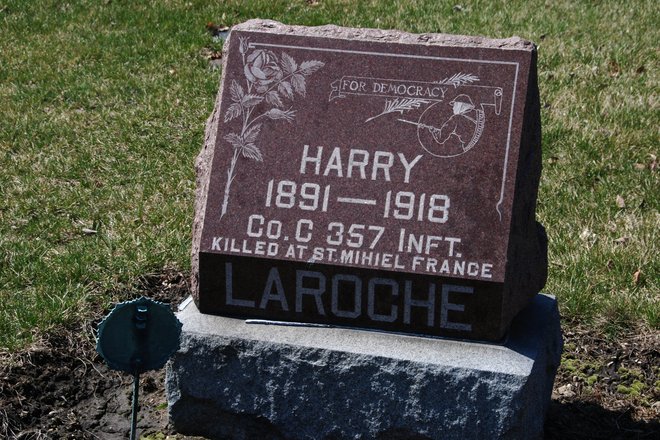 FOR DEMOCRACY
HARRY
1891 — 1918
CO. C 357 INFT.
KILLED AT ST. MIHIEL FRANCE
LAROCHE